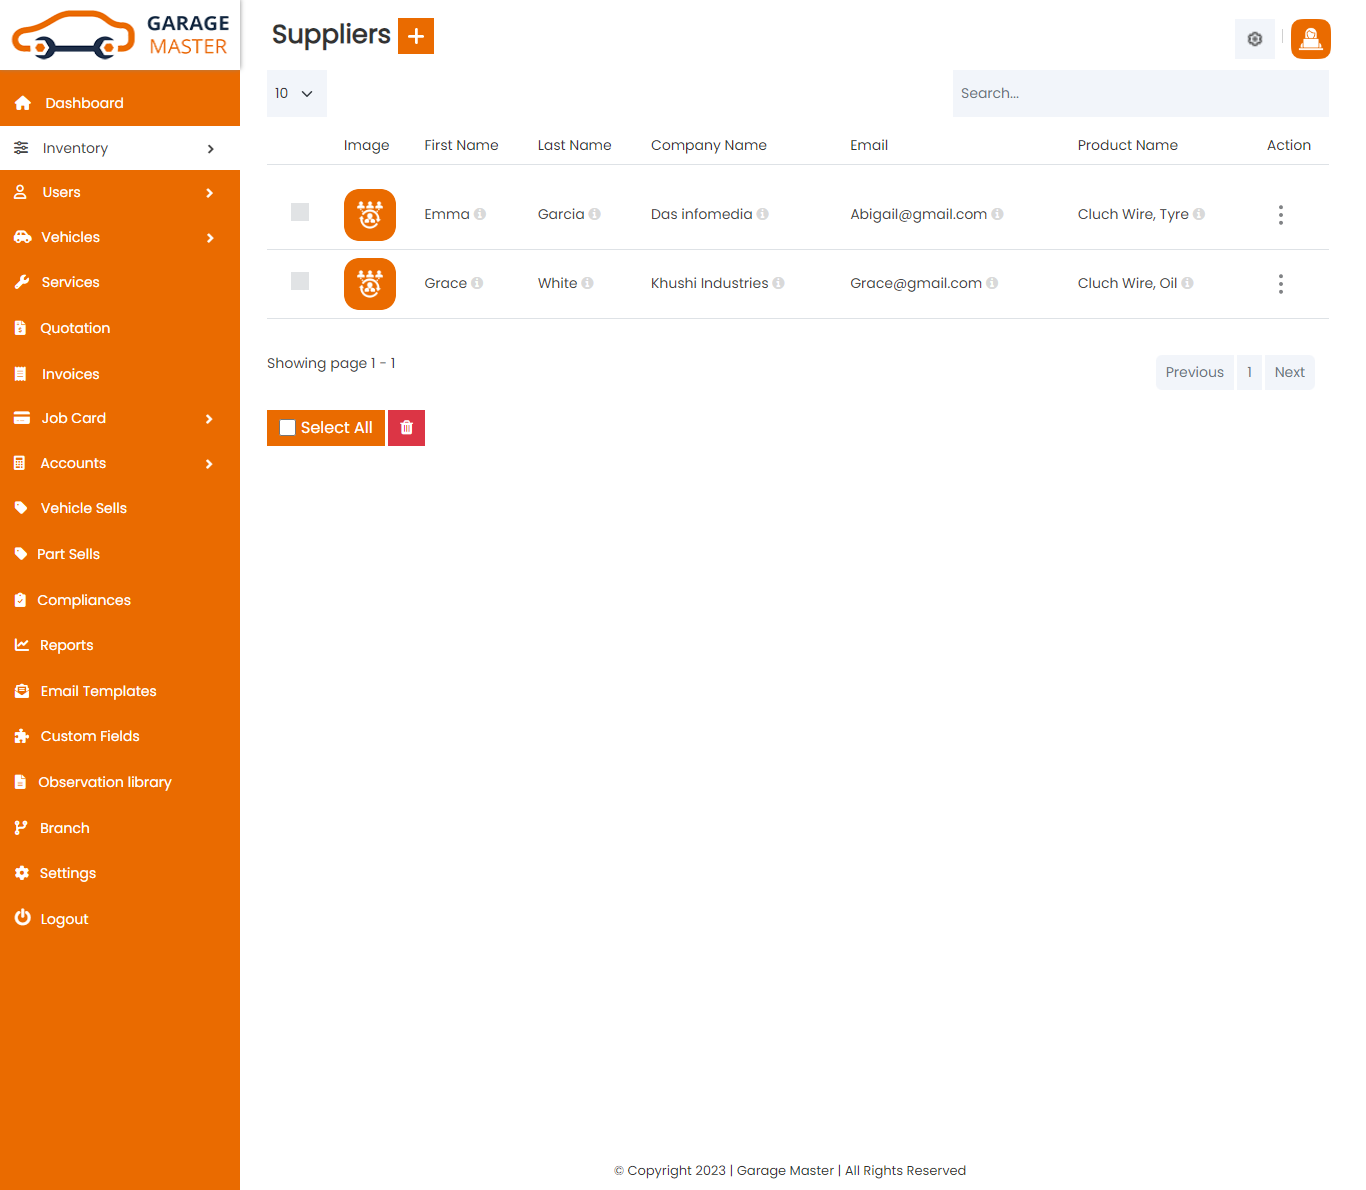 GARAGE
MASTER
Dashboard
Inventory
Users
Vehicles
Services
Quotation
Invoices
Job Card
Accounts
Vehicle Sells
Part Sells
Compliances
Reports
Email Templates
Custom Fields
Observation library
Branch
Settings
Logout
Suppliers
10
Search...
Image First Name Last Name Company Name Email Product Name Action
Emma Garcia Das infomedia Abigail@gmail.com Cluch Wire, Tyre
Grace White Khushi Industries Grace@gmail.com Cluch Wire, Oil
Showing page 1 - 1
Previous 1 Next
Select All
© Copyright 2023 | Garage Master | All Rights Reserved